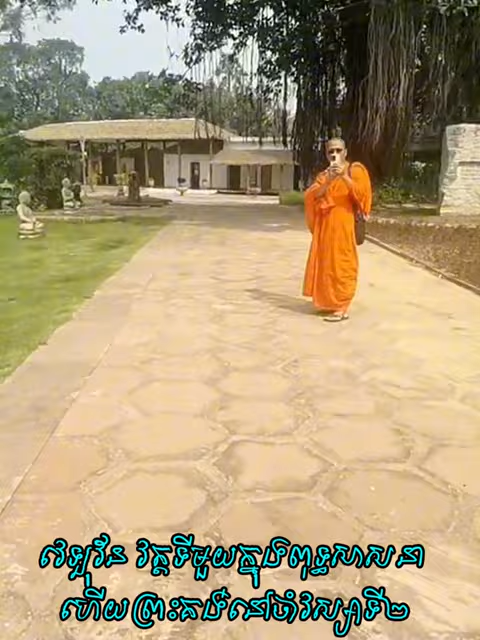 វេឡុវ័ន វត្តទីមួយក្នុងពុទ្ធសាសនា
ហើយព្រះគង់នៅចាំវស្សាទី២